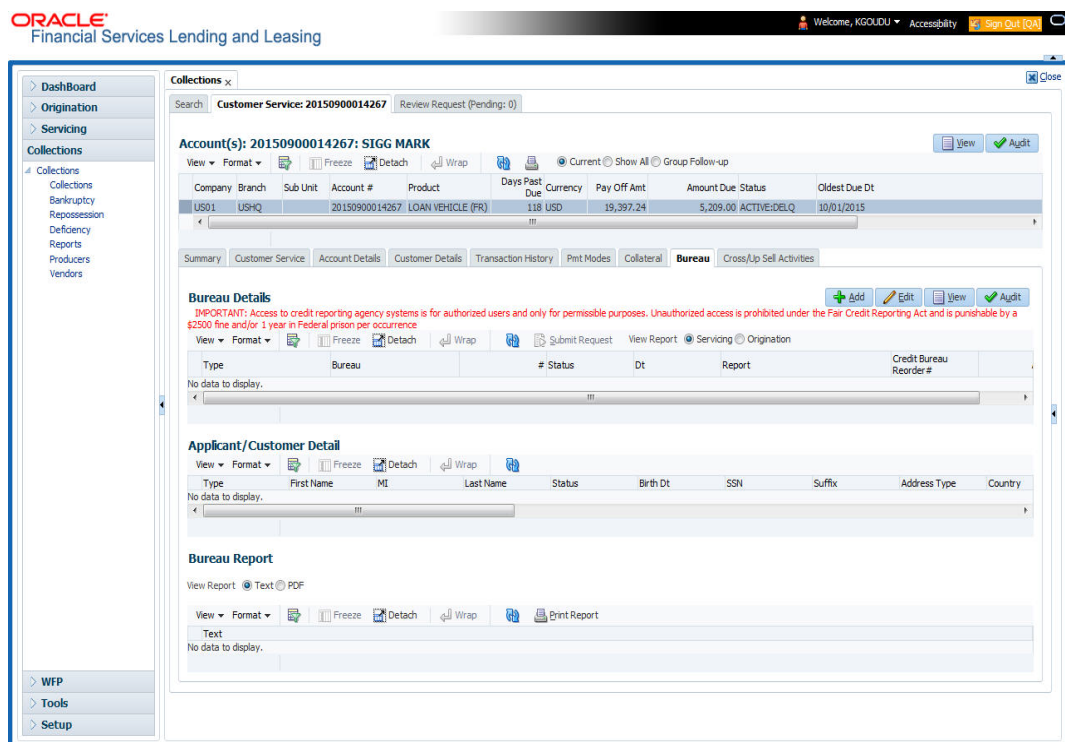 ORACLE
Financial Services Lending and Leasing
Welcome, KGOUDU Accessibility Sign Out [QA]
Close
DashBoard
Origination
Servicing
Collections
Collections
Collections
Bankruptcy
Repossession
Deficiency
Reports
Producers
Vendors
WFP
Tools
Setup
Collections x
Search Customer Service: 20150900014267 Review Request (Pending: 0)
Account(s): 20150900014267: SIGG MARK
View Audit
View Format Freeze Detach Wrap Current Show All Group Follow-up
Company Branch Sub Unit Account # Product Days Past Due Currency Pay Off Amt Amount Due Status Oldest Due Dt
US01 USHQ 20150900014267 LOAN VEHICLE (FR) 118 USD 19,397.24 5,209.00 ACTIVE:DELQ 10/01/2015
Summary Customer Service Account Details Customer Details Transaction History Pmt Modes Collateral Bureau Cross/Up Sell Activities
Bureau Details
Add Edit View Audit
IMPORTANT: Access to credit reporting agency systems is for authorized users and only for permissible purposes. Unauthorized access is prohibited under the Fair Credit Reporting Act and is punishable by a
$2500 fine and/or 1 year in Federal prison per occurrence
View Format Freeze Detach Wrap Submit Request View Report Servicing Origination
Type Bureau # Status Dt Report Credit Bureau Reorder#
No data to display.
Applicant/Customer Detail
View Format Freeze Detach Wrap
Type First Name MI Last Name Status Birth Dt SSN Suffix Address Type Country
No data to display.
Bureau Report
View Report Text PDF
View Format Freeze Detach Wrap Print Report
Text
No data to display.